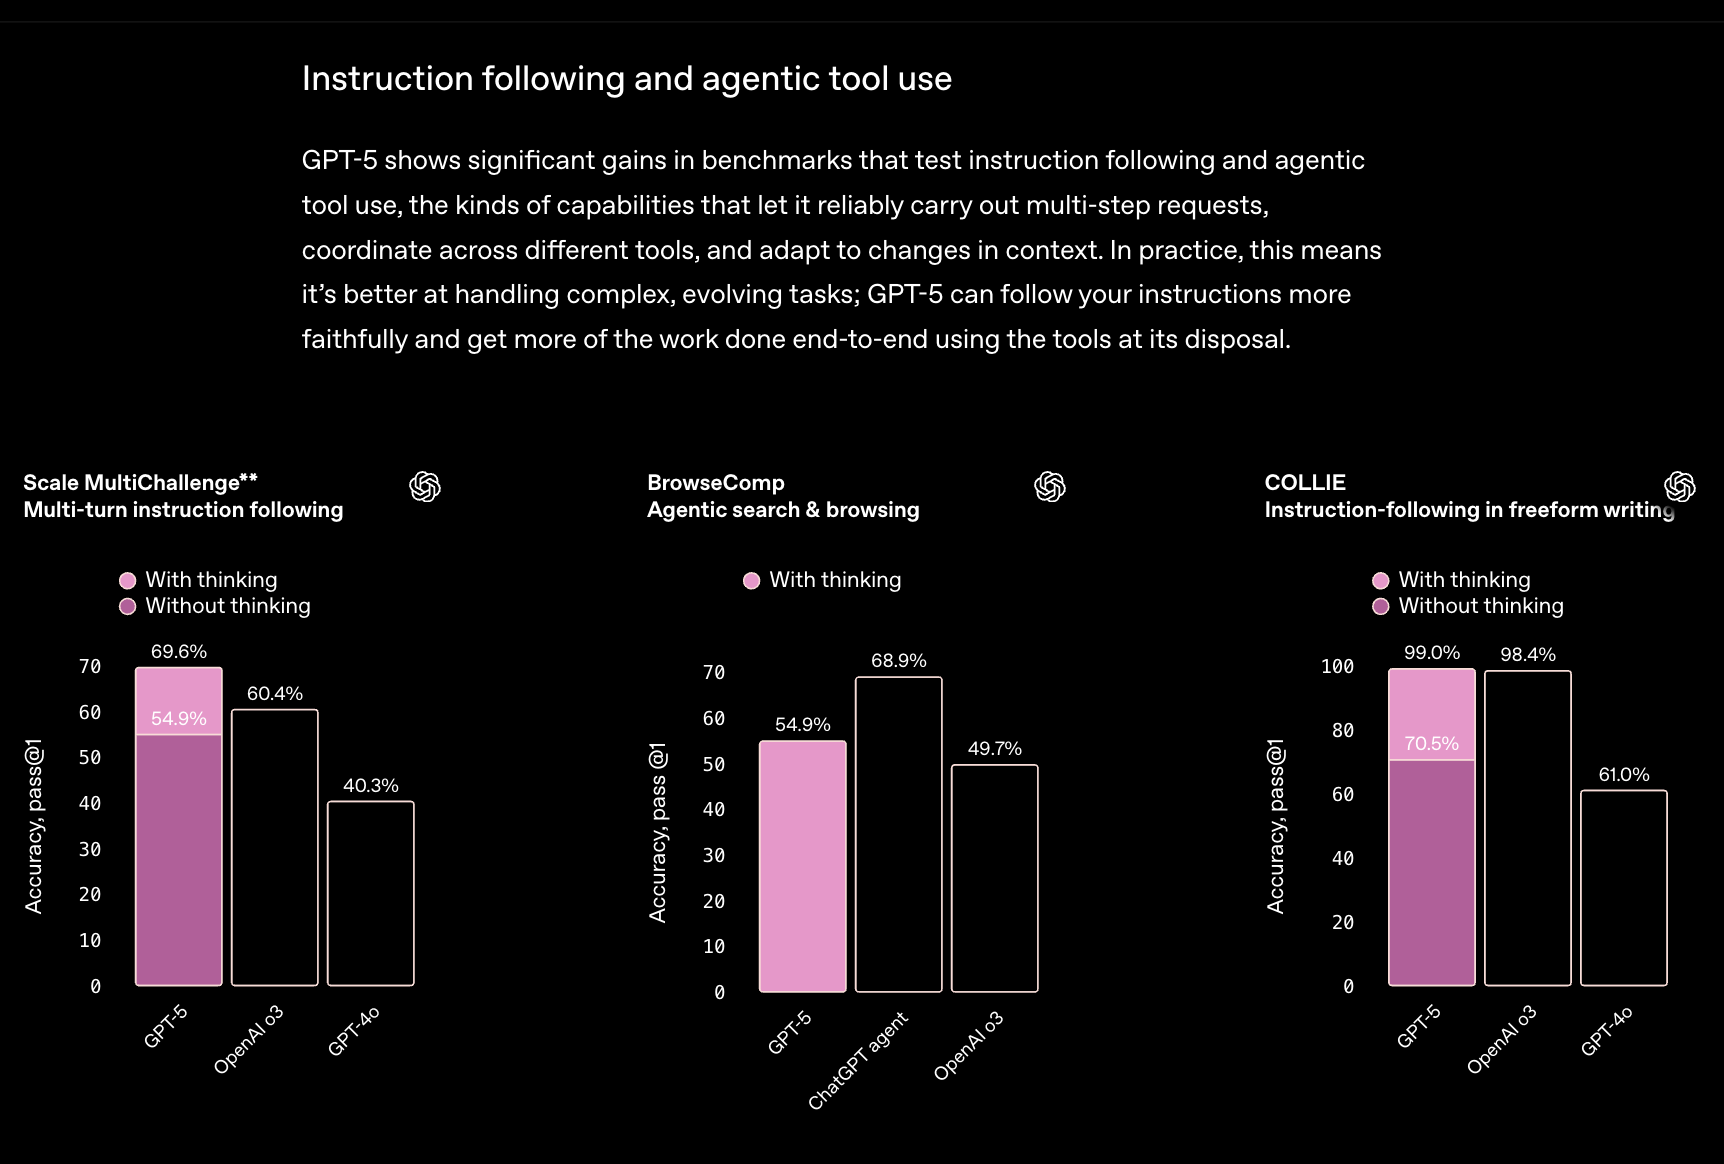 Instruction following and agentic tool use
GPT-5 shows significant gains in benchmarks that test instruction following and agentic
tool use, the kinds of capabilities that let it reliably carry out multi-step requests,
coordinate across different tools, and adapt to changes in context. In practice, this means
it’s better at handling complex, evolving tasks; GPT-5 can follow your instructions more
faithfully and get more of the work done end-to-end using the tools at its disposal.
Scale MultiChallenge**
Multi-turn instruction following
With thinking
Without thinking
Accuracy, pass@1
70
60
50
40
30
20
10
0
69.6%
54.9%
60.4%
40.3%
GPT-5
OpenAI o3
GPT-4o
BrowseComp
Agentic search & browsing
With thinking
Accuracy, pass @1
70
60
50
40
30
20
10
0
54.9%
68.9%
49.7%
GPT-5
ChatGPT agent
OpenAI o3
COLLIE
Instruction-following in freeform writing
With thinking
Without thinking
Accuracy, pass@1
100
80
60
40
20
0
99.0%
70.5%
98.4%
61.0%
GPT-5
OpenAI o3
GPT-4o